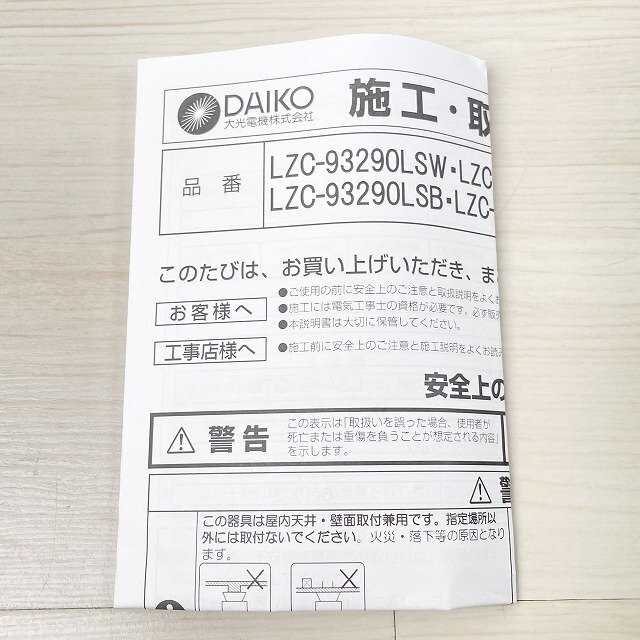 DAIKO
大光電機株式会社
施工・取
品番
LZC-93290LSW・LZC
LZC-93290LSB・LZC-
このたびは、お買い上げいただき、ま
お客様へ
●ご使用の前に安全上のご注意と取扱説明をよくお
●施工には電気工事士の資格が必要です。必ず販売
●本説明書は大切に保管してください。
工事店様へ
●施工前に安全上のご注意と施工説明をよくお読み
安全上の
警告
この表示は「取扱いを誤った場合、使用者が
死亡または重傷を負うことが想定される内容」
を示します。
警
この器具は屋内天井・壁面取付兼用です。指定場所以
外には取付ないでください。火災・落下等の原因となり
ます。